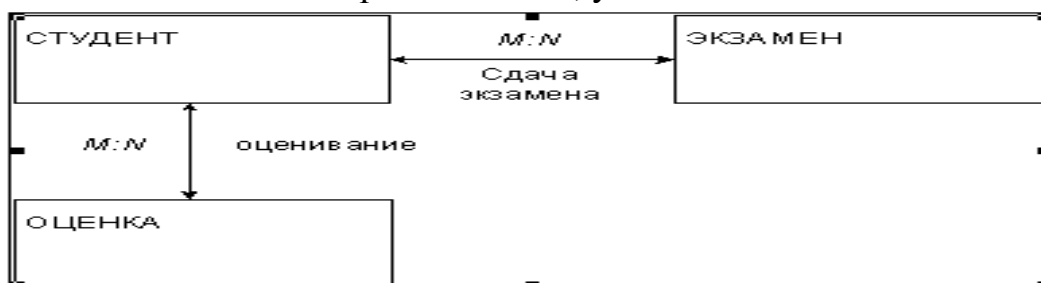 СТУДЕНТ
M:N
ЭКЗАМЕН
Сдача
экзамена
M:N
оценивание
ОЦЕНКА